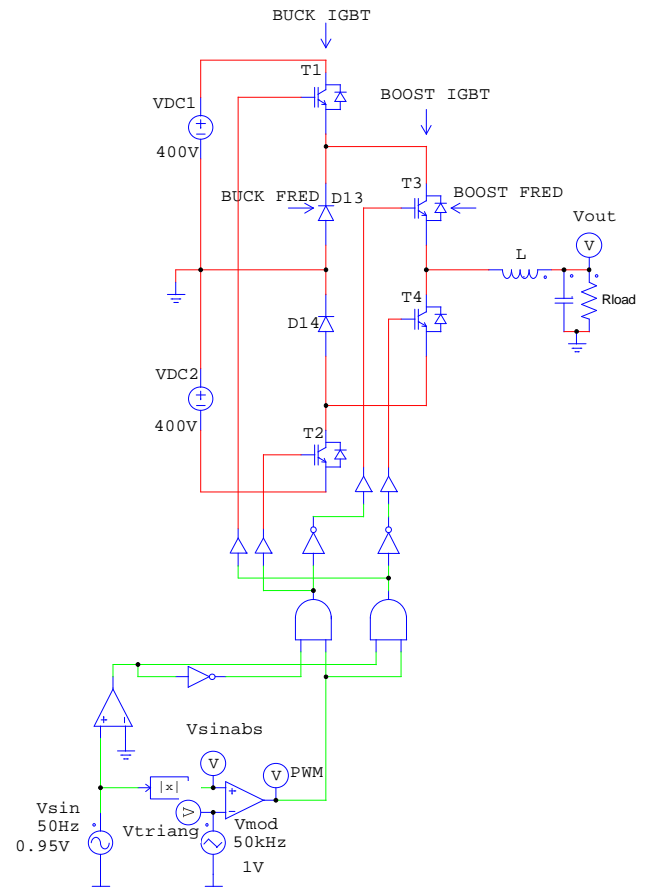 BUCK IGBT
T1
VDC1
BOOST IGBT
400V
T3
BUCK FRED
D13
BOOST FRED
Vout
V
L
T4
Rload
D14
VDC2
T2
400V
+
-
Vsinabs
V
V
PWM
|x|
+
-
Vsin
50Hz
0.95V
Vtriang
V
Vmod
50kHz
1V